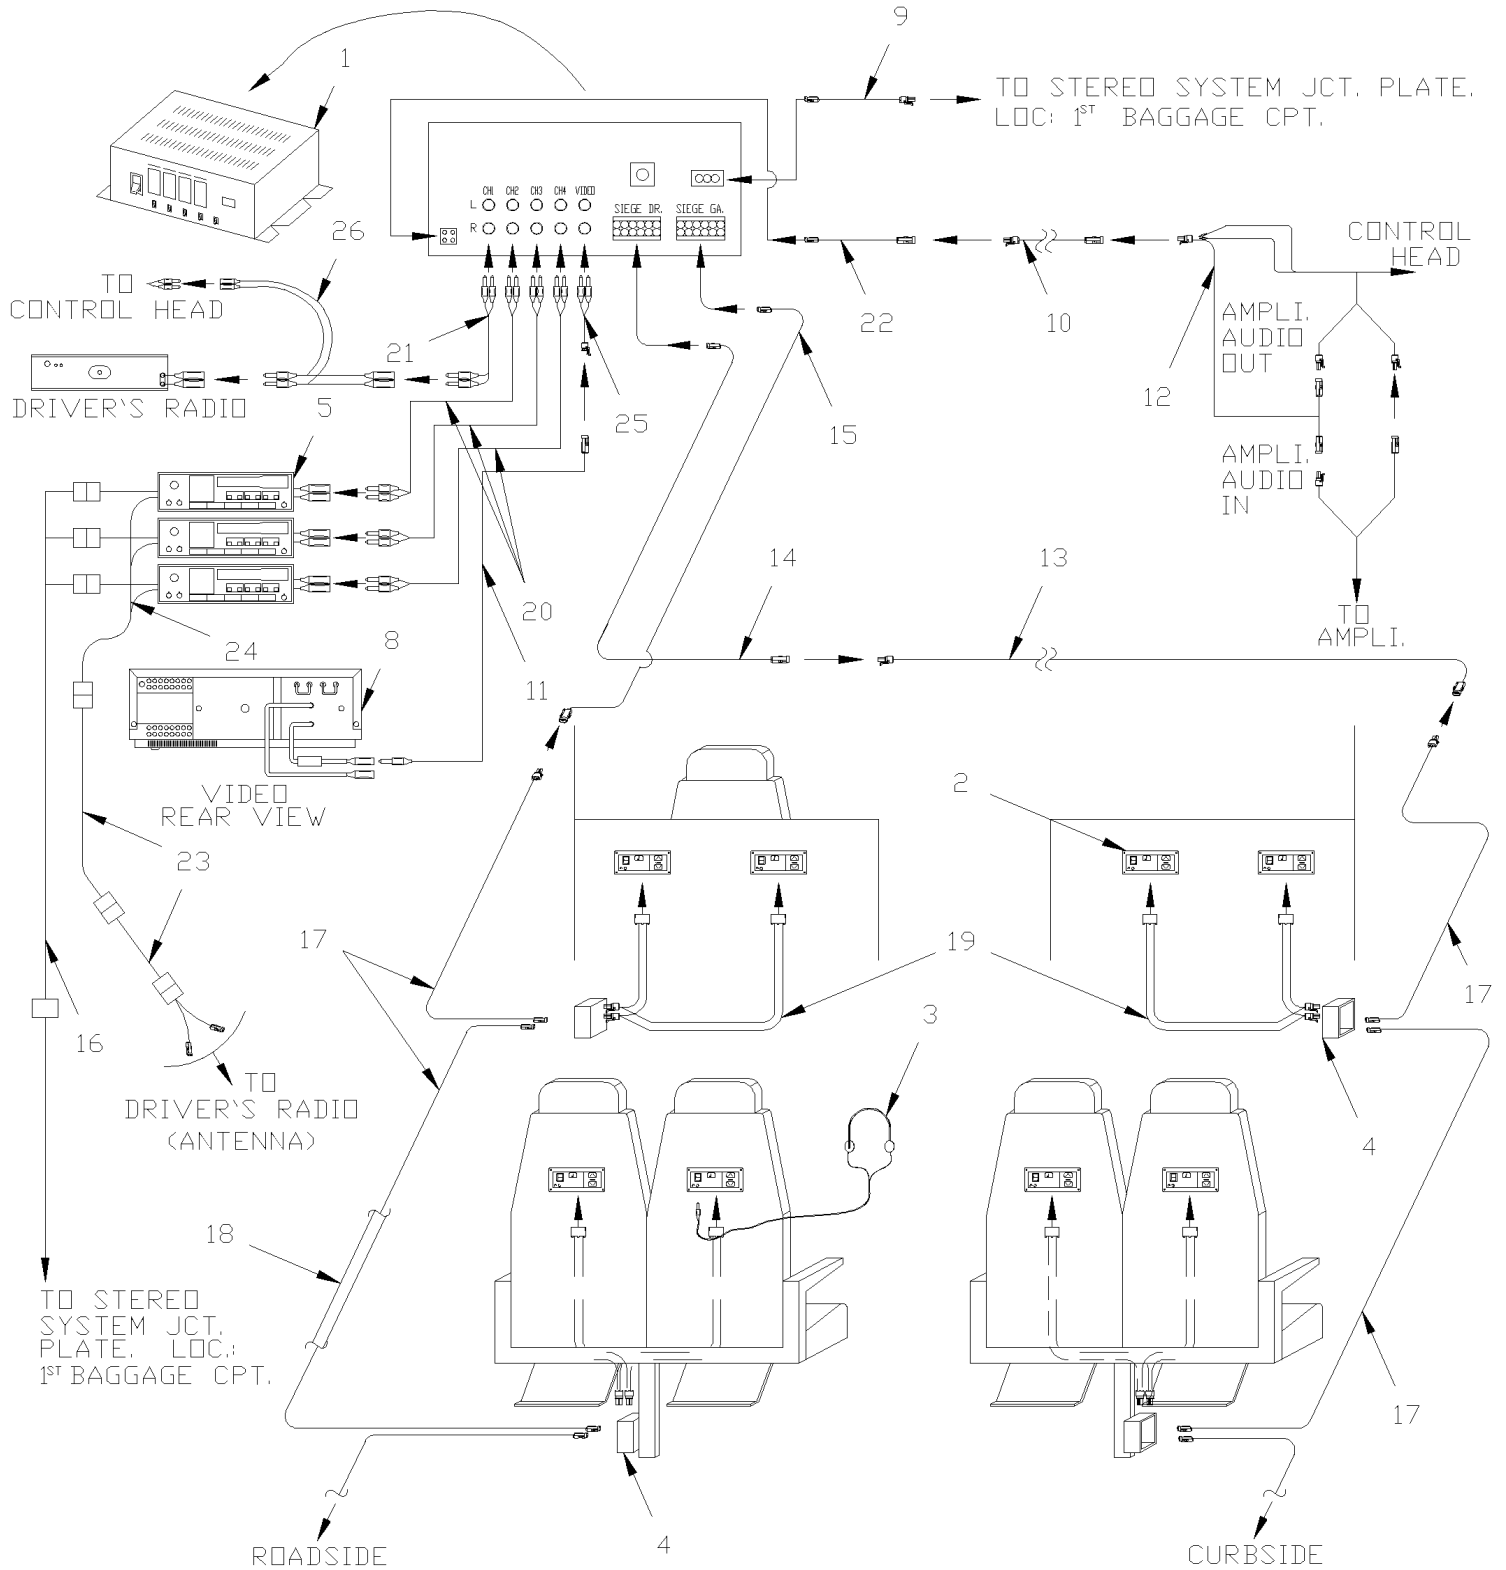 9
1
TO STEREO SYSTEM JCT. PLATE.
LOC: 1ST BAGGAGE CPT.
CH1 CH2 CH3 CH4 VIDEO
L
R
SIEGE DR. SIEGE GA.
26
CONTROL
HEAD
TO
CONTROL HEAD
22
10
12
AMPLI.
AUDIO
OUT
21
25
15
DRIVER'S RADIO
5
AMPLI.
AUDIO
IN
20
14
13
TO
AMPLI.
24
8
11
VIDEO
REAR VIEW
2
23
17
19
3
17
16
4
TO
DRIVER'S RADIO
(ANTENNA)
18
TO STEREO
SYSTEM JCT.
PLATE. LOC.:
1ST BAGGAGE CPT.
17
4
ROADSIDE
CURBSIDE